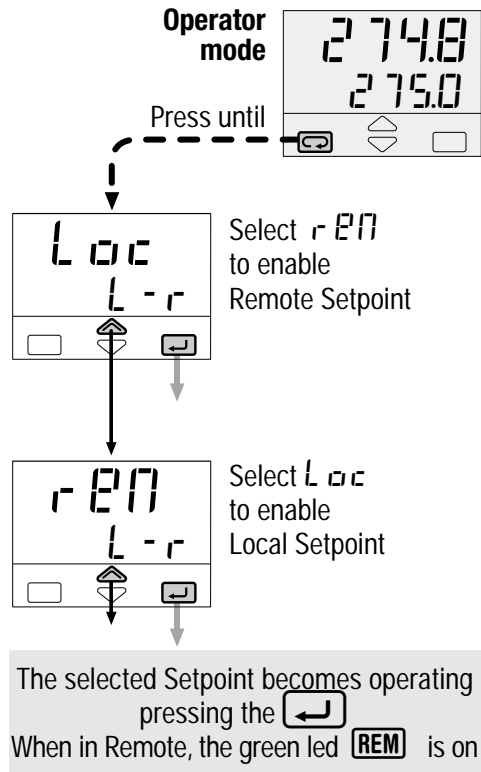 Operator
mode
274.8
275.0
Press until
Loc
L-r
Select rEM
to enable
Remote Setpoint
rEM
L-r
Select Loc
to enable
Local Setpoint
The selected Setpoint becomes operating
pressing the
When in Remote, the green led REM is on